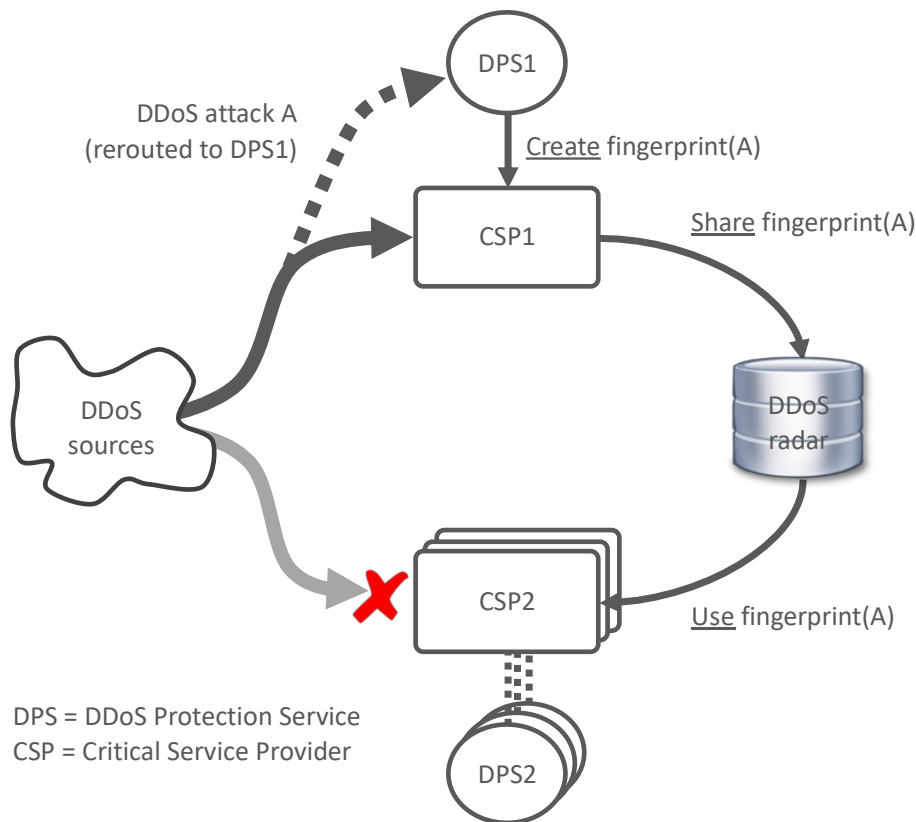 DPS1
DDoS attack A
(rerouted to DPS1)
Create fingerprint(A)
CSP1
Share fingerprint(A)
DDoS
sources
DDoS
radar
CSP2
Use fingerprint(A)
DPS = DDoS Protection Service
CSP = Critical Service Provider
DPS2